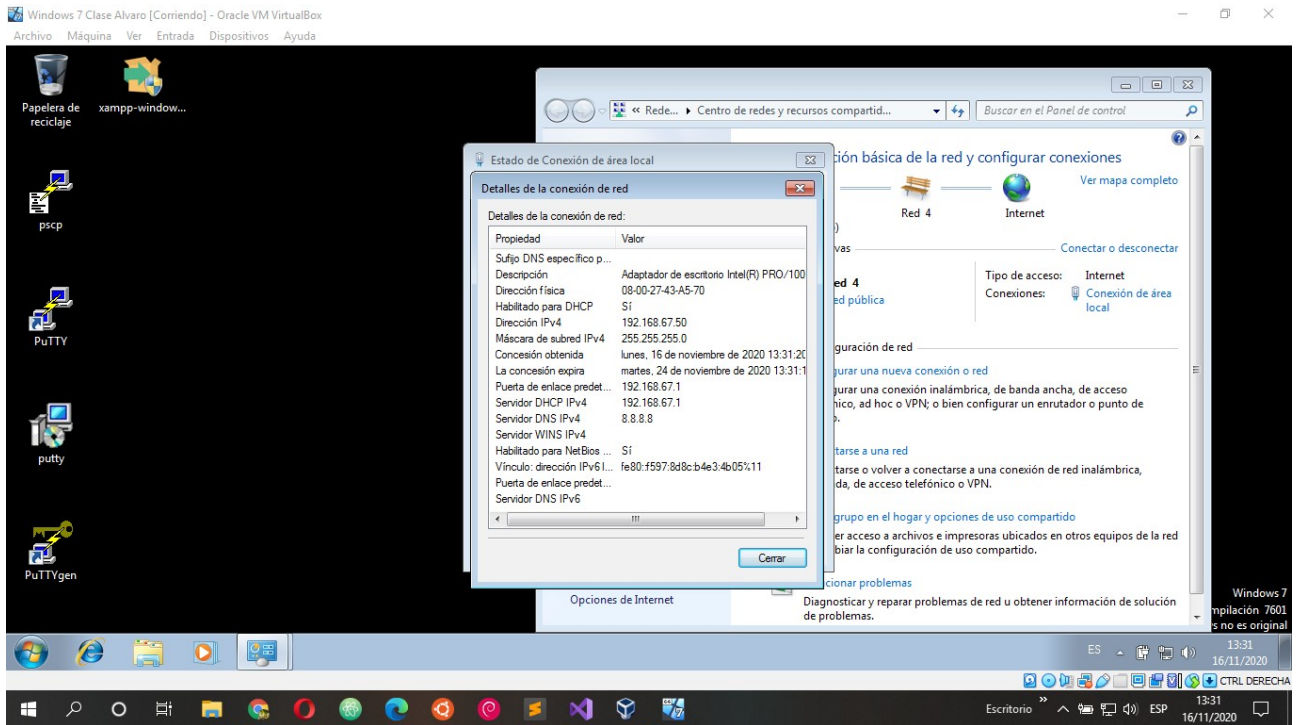 Windows 7 Clase Alvaro [Corriendo] - Oracle VM VirtualBox
Archivo Máquina Ver Entrada Dispositivos Ayuda
Papelera de
reciclaje
xampp-window...
pscp
PuTTY
putty
PuTTYgen
« Rede... Centro de redes y recursos compartid...
Buscar en el Panel de control
Estado de Conexión de área local
Detalles de la conexión de red
Detalles de la conexión de red:
Propiedad Valor
Sufijo DNS específico p...
Descripción Adaptador de escritorio Intel(R) PRO/100
Dirección física 08-00-27-43-A5-70
Habilitado para DHCP Sí
Dirección IPv4 192.168.67.50
Máscara de subred IPv4 255.255.255.0
Concesión obtenida lunes, 16 de noviembre de 2020 13:31:20
La concesión expira martes, 24 de noviembre de 2020 13:31:1
Puerta de enlace predet... 192.168.67.1
Servidor DHCP IPv4 192.168.67.1
Servidor DNS IPv4 8.8.8.8
Servidor WINS IPv4
Habilitado para NetBios ... Sí
Vínculo: dirección IPv6 l... fe80::f597:8d8c:b4e3:4b05%11
Puerta de enlace predet...
Servidor DNS IPv6
Cerrar
ción básica de la red y configurar conexiones
Ver mapa completo
Red 4 Internet
)
vas Conectar o desconectar
ed 4
ed pública
Tipo de acceso: Internet
Conexiones: Conexión de área
local
guración de red
gurar una nueva conexión o red
gurar una conexión inalámbrica, de banda ancha, de acceso
nico, ad hoc o VPN; o bien configurar un enrutador o punto de
o.
tarse a una red
tarse o volver a conectarse a una conexión de red inalámbrica,
da, de acceso telefónico o VPN.
grupo en el hogar y opciones de uso compartido
er acceso a archivos e impresoras ubicados en otros equipos de la red
biar la configuración de uso compartido.
cionar problemas
Diagnosticar y reparar problemas de red u obtener información de solución
de problemas.
Opciones de Internet
Windows 7
mpilación 7601
s no es original
ES
13:31
16/11/2020
CTRL DERECHA
Escritorio
ESP
13:31
16/11/2020